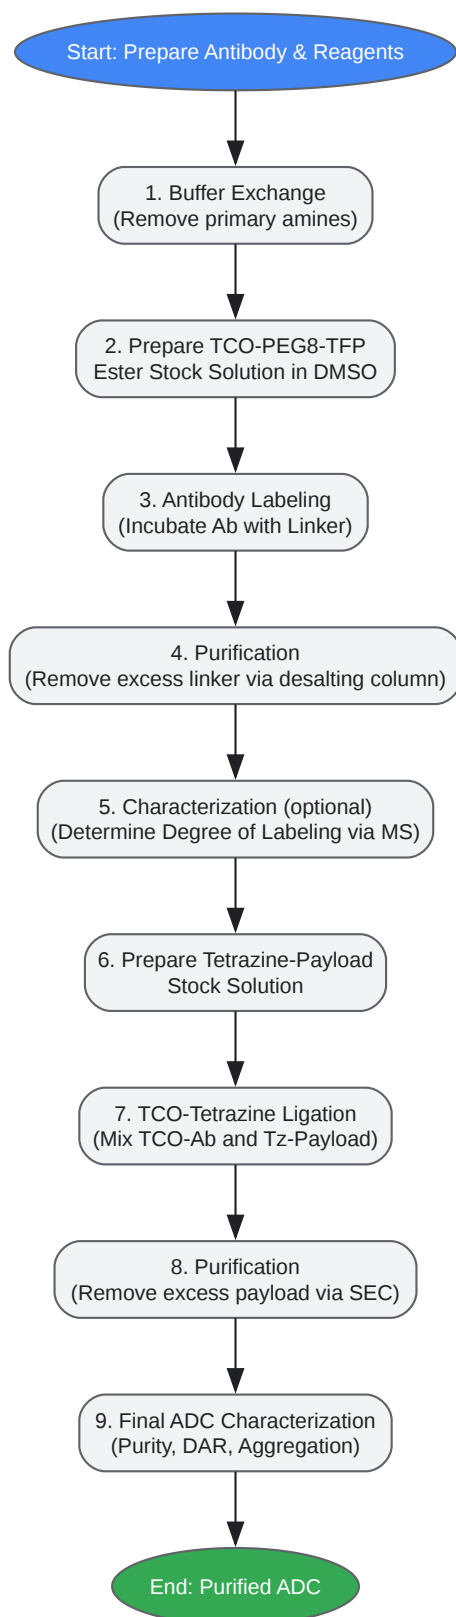 Start: Prepare Antibody & Reagents
1. Buffer Exchange
(Remove primary amines)
2. Prepare TCO-PEG8-TFP
Ester Stock Solution in DMSO
3. Antibody Labeling
(Incubate Ab with Linker)
4. Purification
(Remove excess linker via desalting column)
5. Characterization (optional)
(Determine Degree of Labeling via MS)
6. Prepare Tetrazine-Payload
Stock Solution
7. TCO-Tetrazine Ligation
(Mix TCO-Ab and Tz-Payload)
8. Purification
(Remove excess payload via SEC)
9. Final ADC Characterization
(Purity, DAR, Aggregation)
End: Purified ADC